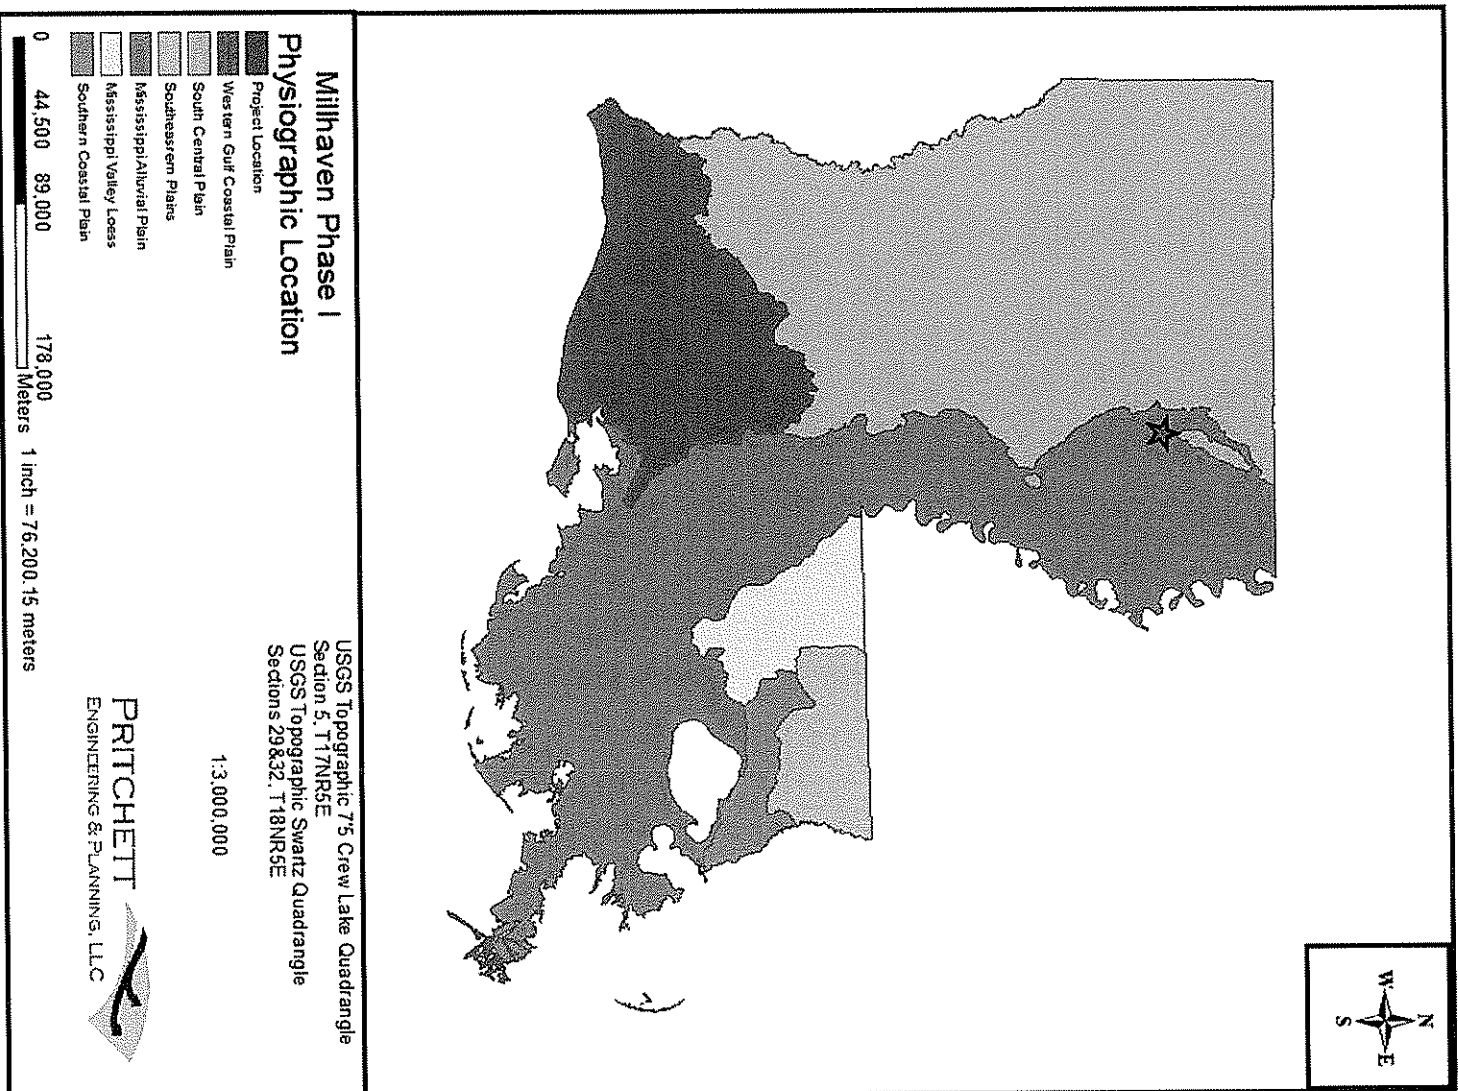 N
W E
S
Millhaven Phase I
Physiographic Location
Project Location
Western Gulf Coastal Plain
South Central Plain
Southeasrern Plains
Mississippi Alluvial Plain
Mississippi Valley Loess
Southern Coastal Plain
0 44,500 89,000 178,000
Meters 1 inch = 76,200.15 meters
USGS Topographic 7'5 Crew Lake Quadrangle
Section 5, T17NR5E
USGS Topographic Swartz Quadrangle
Sections 29&32, T18NR5E
1:3,000,000
PRITCHETT
ENGINEERING & PLANNING, LLC